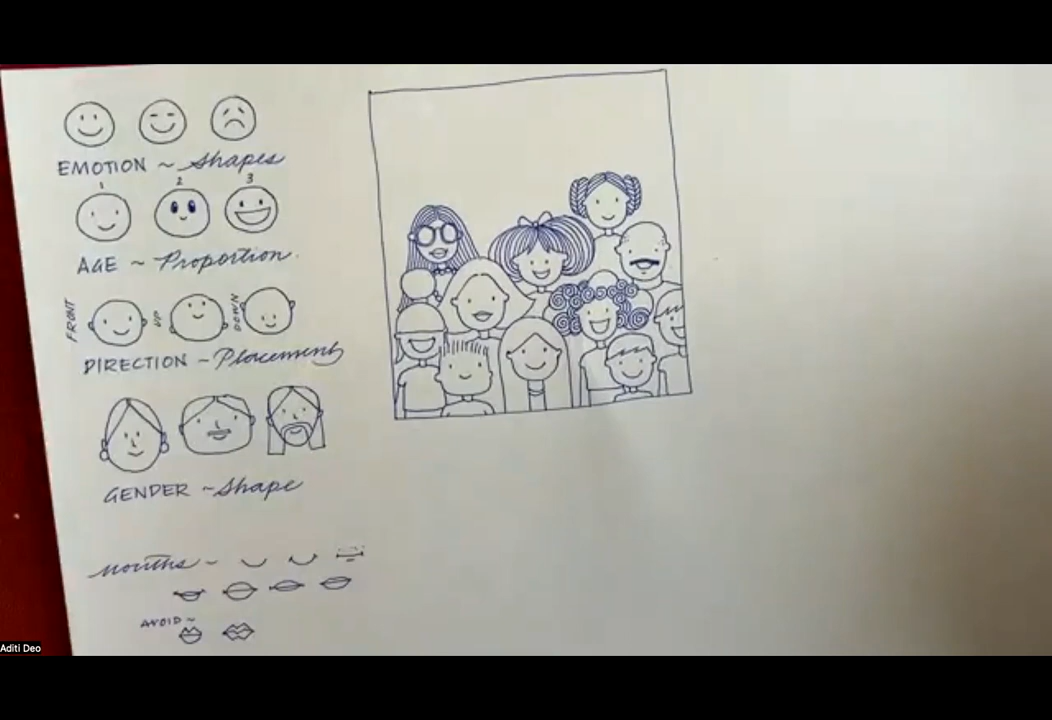 EMOTION ~ Shapes
1 2 3
AGE ~ Proportion.
FRONT UP DOWN
DIRECTION ~ Placement
GENDER ~ Shape
MOUTHS ~
AVOID ~
Aditi Deo